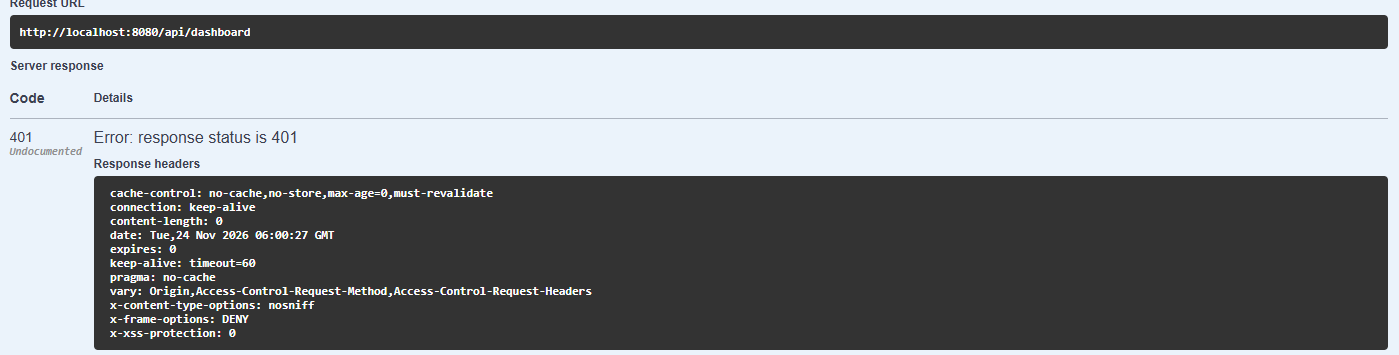 Request URL
http://localhost:8080/api/dashboard
Server response
Code Details
401 Error: response status is 401
Undocumented
Response headers
cache-control: no-cache,no-store,max-age=0,must-revalidate
connection: keep-alive
content-length: 0
date: Tue,24 Nov 2026 06:00:27 GMT
expires: 0
keep-alive: timeout=60
pragma: no-cache
vary: Origin,Access-Control-Request-Method,Access-Control-Request-Headers
x-content-type-options: nosniff
x-frame-options: DENY
x-xss-protection: 0